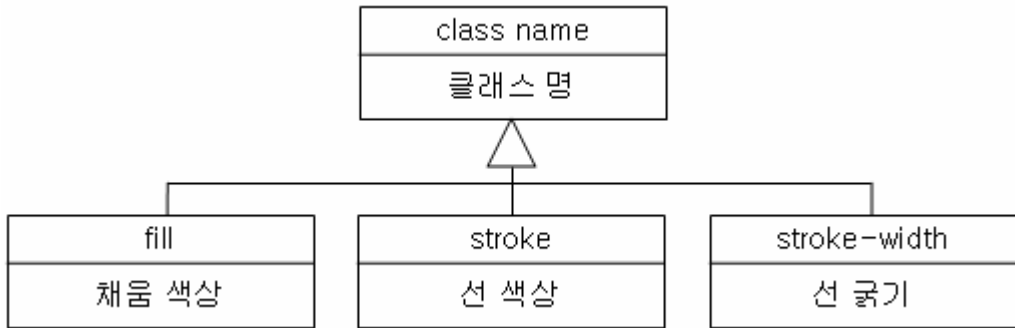 class name
클래스 명
fill
stroke
stroke-width
채움 색상
선 색상
선 굵기